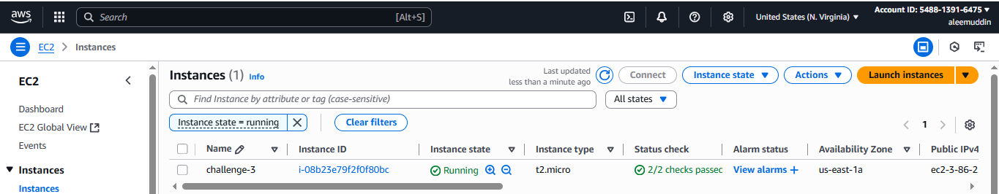 aws Search [Alt+S] United States (N. Virginia) Account ID: 5488-1391-6475
aleemuddin
EC2 Instances
EC2
Dashboard
EC2 Global View
Events
Instances
Instances
Instances (1) Info Last updated
less than a minute ago
Connect Instance state Actions Launch instances
Find Instance by attribute or tag (case-sensitive) All states
Instance state = running Clear filters 1
Name Instance ID Instance state Instance type Status check Alarm status Availability Zone Public IPv4
challenge-3 i-08b23e79f2f0f80bc Running t2.micro 2/2 checks passed View alarms + us-east-1a ec2-3-86-2